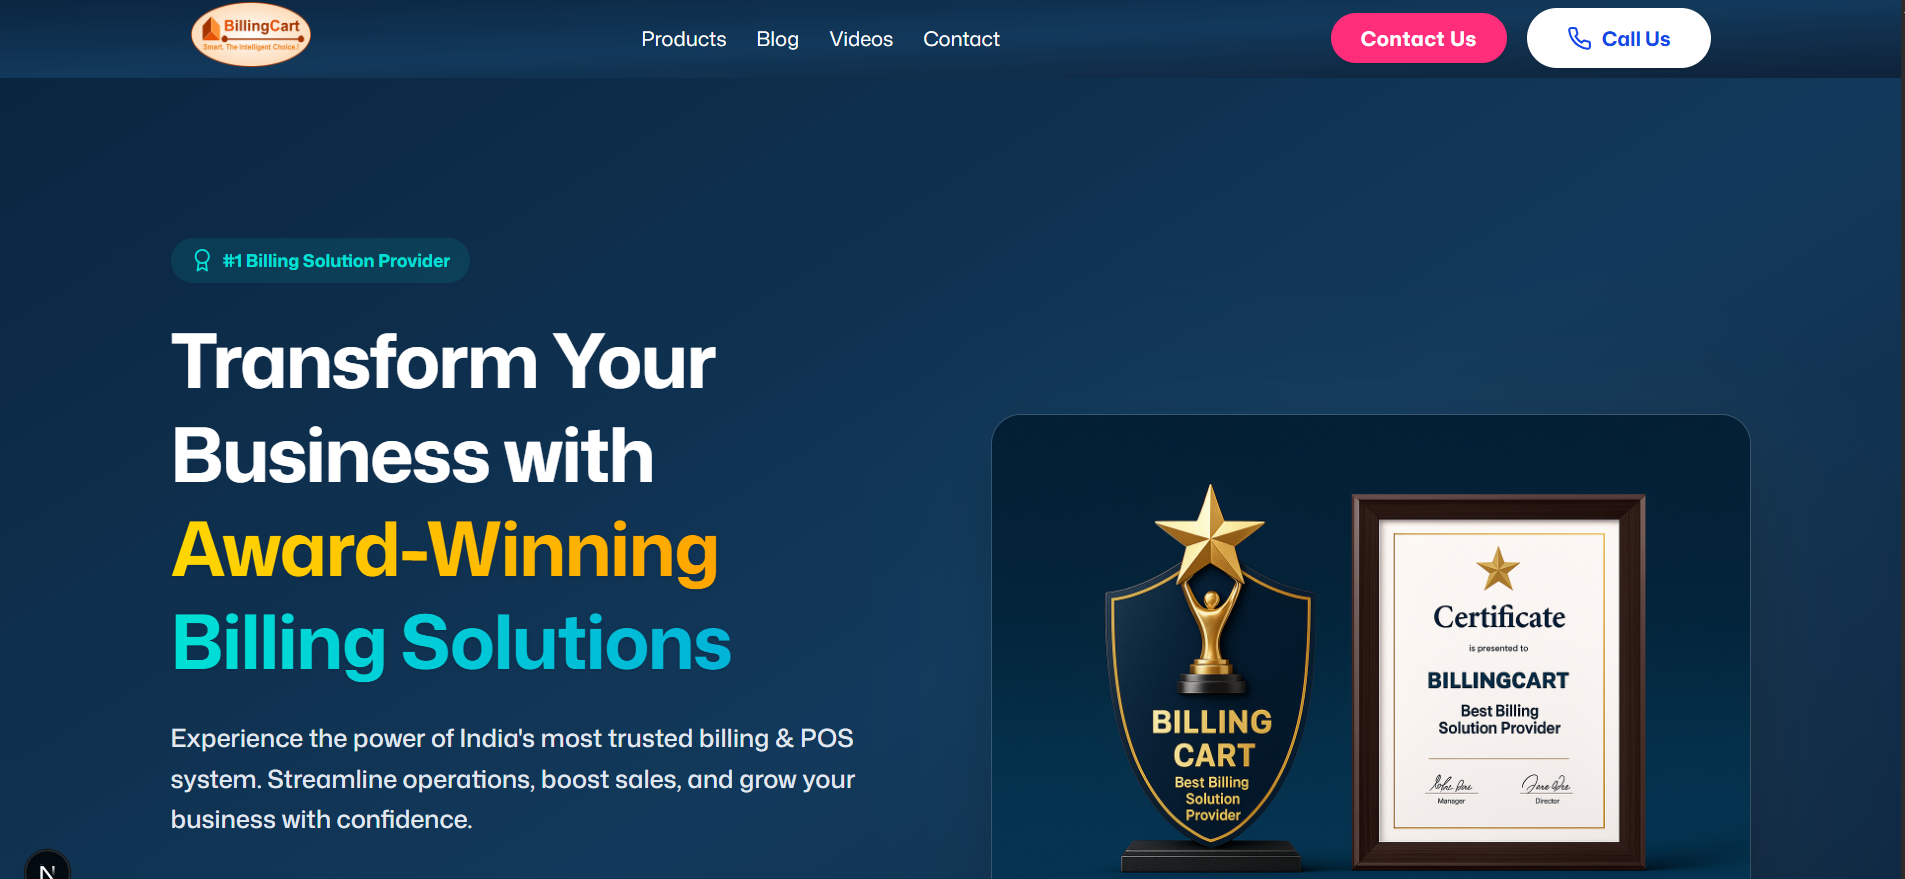 BillingCart
Smart. The Intelligent Choice!
Products
Blog
Videos
Contact
Contact Us
Call Us
#1 Billing Solution Provider
Transform Your
Business with
Award-Winning
Billing Solutions
Experience the power of India's most trusted billing & POS
system. Streamline operations, boost sales, and grow your
business with confidence.
BILLING
CART
Best Billing
Solution
Provider
Certificate
is presented to
BILLINGCART
Best Billing
Solution Provider
Manager
Director
N